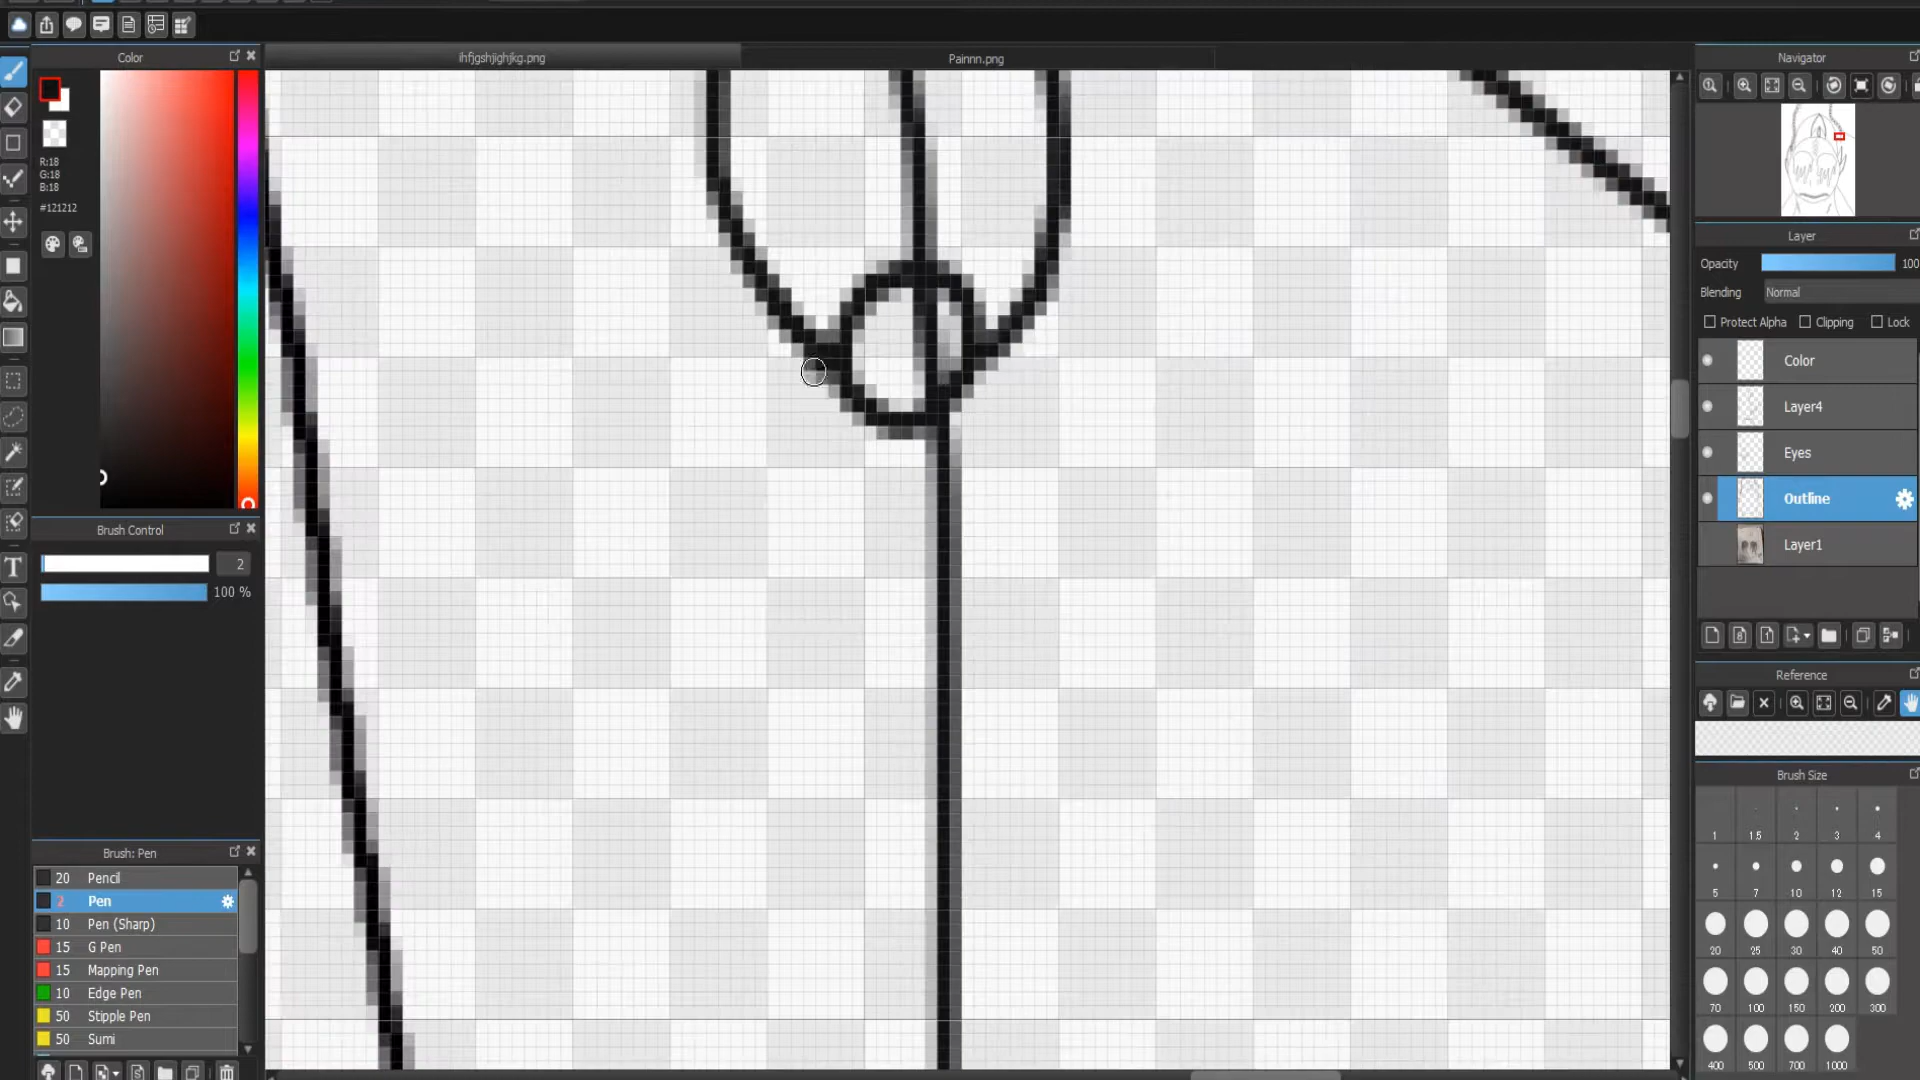 Color
ihfjgshjighjkg.png
Painnn.png
Navigator
R:18
G:18
B:18
#121212
Layer
Opacity 100
Blending Normal
Protect Alpha Clipping Lock
Color
Layer4
Eyes
Outline
Layer1
Brush Control
2
100 %
Reference
Brush Size
1 1.5 2 3 4
5 7 10 12 15
20 25 30 40 50
70 100 150 200 300
400 500 700 1000
Brush: Pen
20 Pencil
2 Pen
10 Pen (Sharp)
15 G Pen
15 Mapping Pen
10 Edge Pen
50 Stipple Pen
50 Sumi